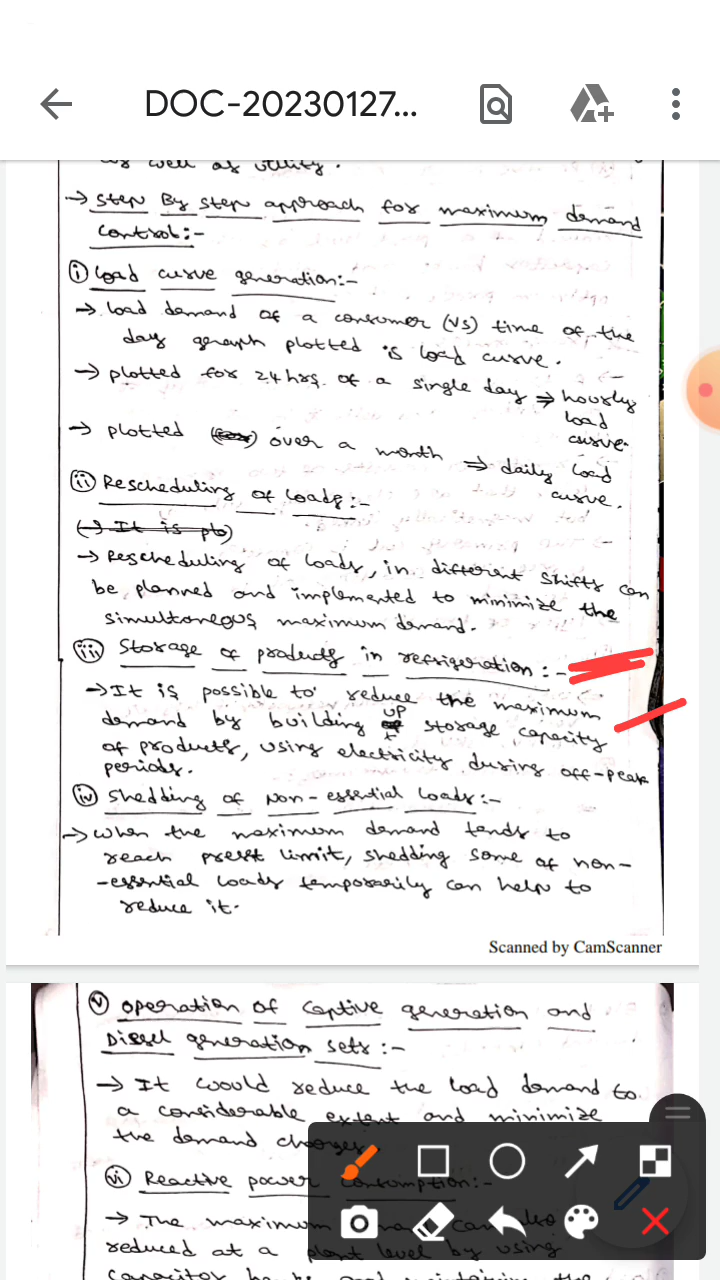 DOC-20230127...
as well as utility.
→ Step By step approach for maximum demand
control:-
(i) Load curve generation:-
→ Load demand of a consumer (Vs) time of the
day graph plotted is load curve.
→ plotted for 24 hrs. of a single day ⇒ hourly
load
curve.
→ plotted over a month ⇒ daily load
curve.
(ii) Rescheduling of loads:-
(→ It is plo)
→ Rescheduling of loads, in different shifts can
be planned and implemented to minimize the
simultoneous maximum demand.
(iii) Storage of products in refrigeration:-
→ It is possible to reduce the maximum
demand by building up storage capacity
of products, using electricity during off-peak
periods.
(iv) Shedding of Non-essential loads:-
→ When the maximum demand tends to
reach preset limit, shedding some of non-
-essential loads temporarily can help to
reduce it.
Scanned by CamScanner
(v) Operation of Captive generation and
Diesel generation sets:-
→ It would reduce the load demand to
a considerable extent and minimize
the demand charges.
(vi) Reactive power consumption:-
→ The maximum can also
reduced at a plant level by using
capacitor the